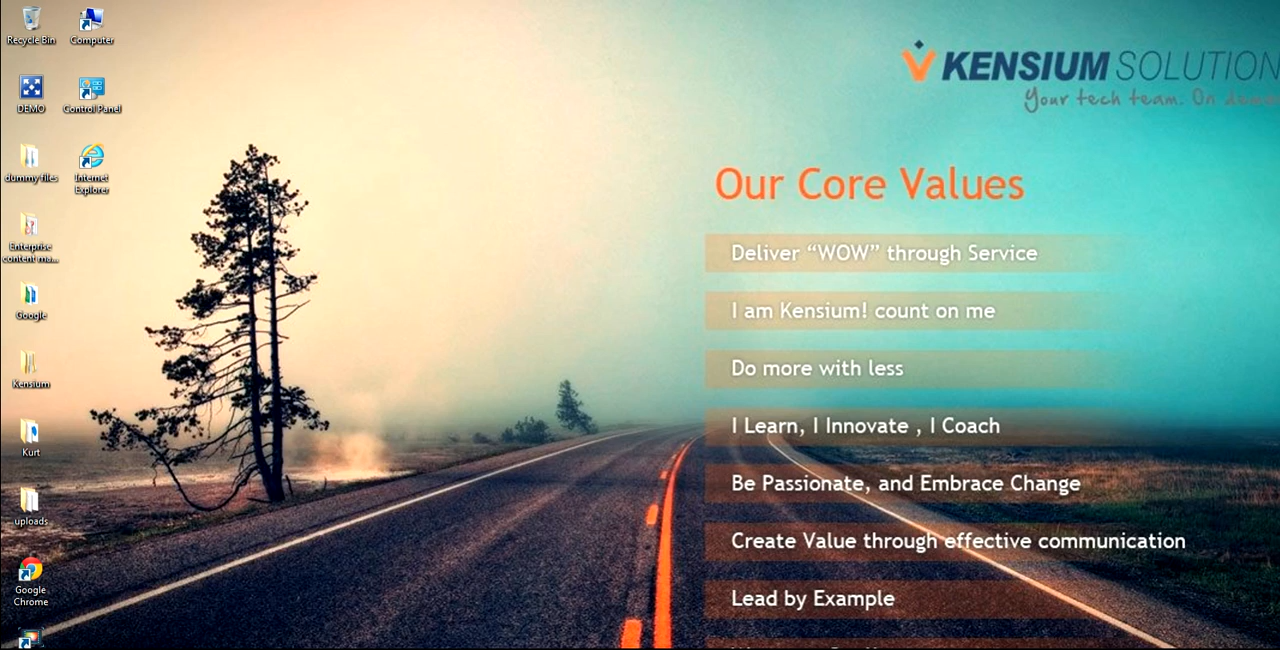 Recycle Bin
Computer
DEMO
Control Panel
dummy files
Internet
Explorer
Enterprise
content ma...
Google
Kensium
Kurt
uploads
Google
Chrome
KENSIUM SOLUTION
Your tech team. On dema
Our Core Values
Deliver “WOW” through Service
I am Kensium! count on me
Do more with less
I Learn, I Innovate , I Coach
Be Passionate, and Embrace Change
Create Value through effective communication
Lead by Example